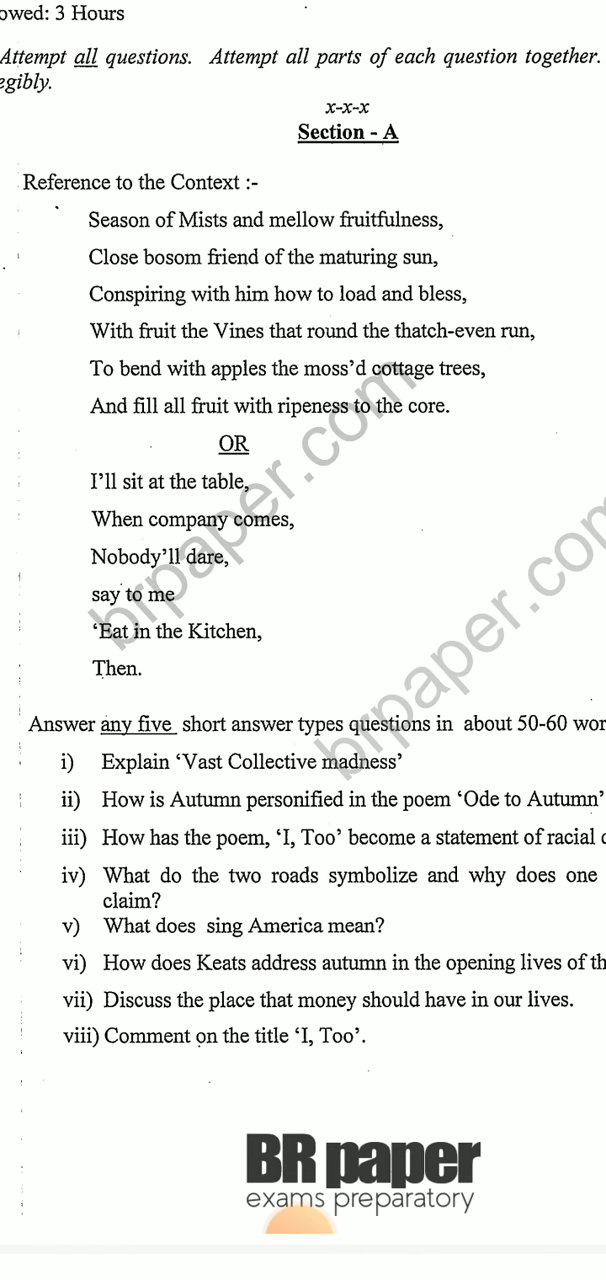 owed: 3 Hours
Attempt all questions. Attempt all parts of each question together.
egibly.
x-x-x
Section - A
Reference to the Context :-
Season of Mists and mellow fruitfulness,
Close bosom friend of the maturing sun,
Conspiring with him how to load and bless,
With fruit the Vines that round the thatch-even run,
To bend with apples the moss'd cottage trees,
And fill all fruit with ripeness to the core.
OR
I'll sit at the table,
When company comes,
Nobody'll dare,
say to me
'Eat in the Kitchen,
Then.
Answer any five short answer types questions in about 50-60 wor
i) Explain 'Vast Collective madness'
ii) How is Autumn personified in the poem 'Ode to Autumn'
iii) How has the poem, 'I, Too' become a statement of racial
iv) What do the two roads symbolize and why does one
claim?
v) What does sing America mean?
vi) How does Keats address autumn in the opening lives of th
vii) Discuss the place that money should have in our lives.
viii) Comment on the title 'I, Too'.
brpaper.com
brpaper.com
BR paper
exams preparatory